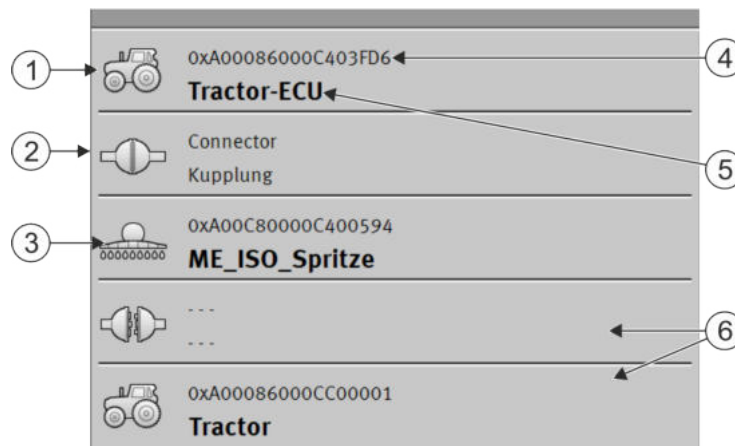 1
0xA00086000C403FD6
4
Tractor-ECU
2
Connector
5
Kupplung
3
0xA00C80000C400594
ME_ISO_Spritze
- - -
6
- - -
0xA00086000CC00001
Tractor